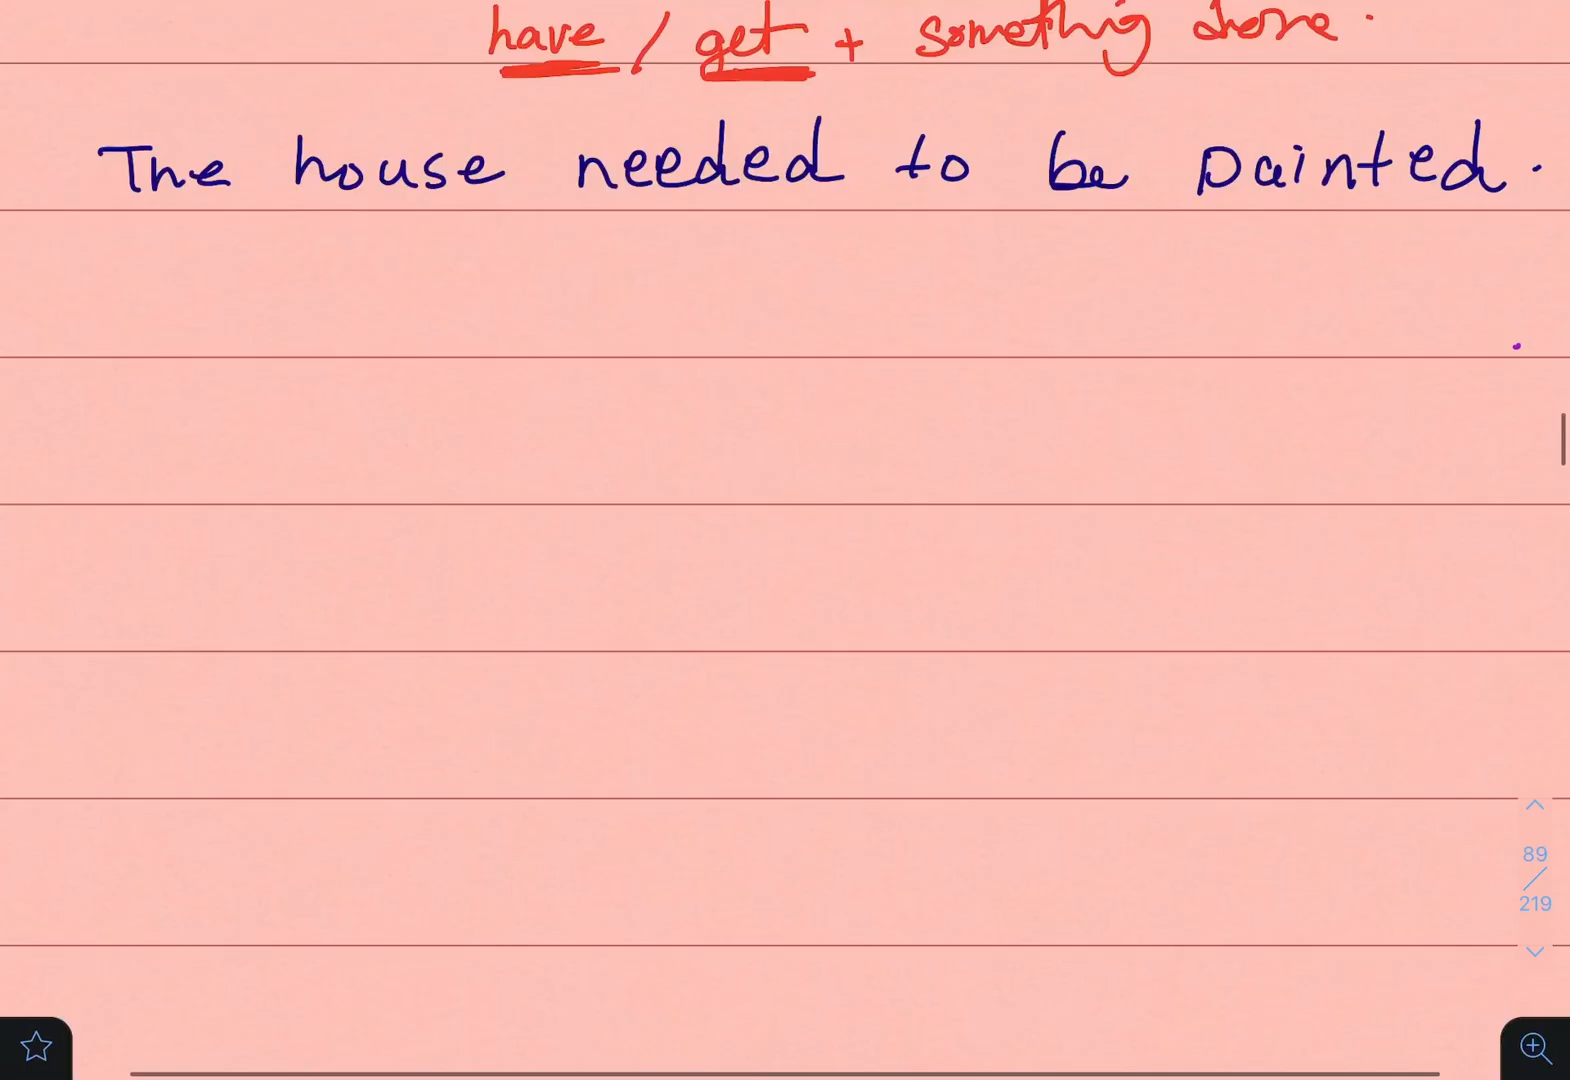 have / get + something done.
The house needed to be painted.
89
/
219